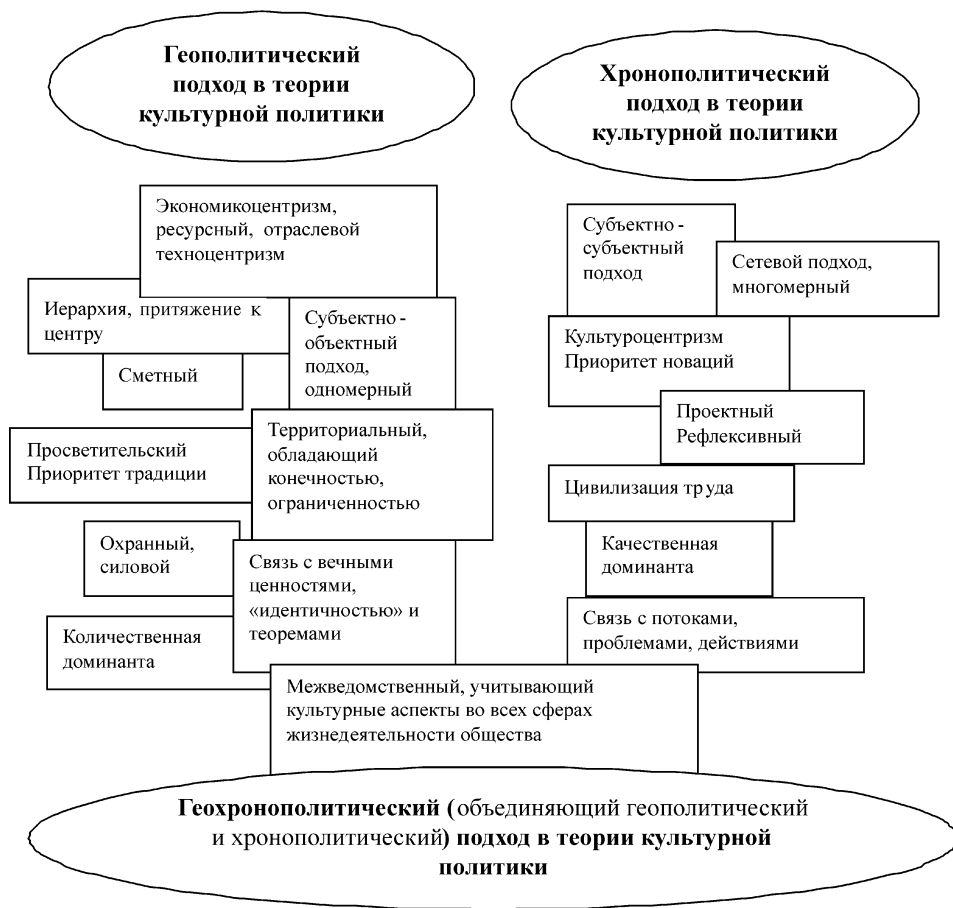 Геополитический
подход в теории
культурной политики
Хронополитический
подход в теории
культурной политики
Экономикоцентризм,
ресурсный, отраслевой
техноцентризм
Иерархия, притяжение к
центру
Субъектно-
объектный
подход,
одномерный
Сметный
Просветительский
Приоритет традиции
Территориальный,
обладающий
конечностью,
ограниченностью
Охранный,
силовой
Связь с вечными
ценностями,
«идентичностью» и
теоремами
Количественная
доминанта
Субъектно-
субъектный
подход
Сетевой подход,
многомерный
Культуроцентризм
Приоритет новаций
Проектный
Рефлексивный
Цивилизация труда
Качественная
доминанта
Связь с потоками,
проблемами, действиями
Межведомственный, учитывающий
культурные аспекты во всех сферах
жизнедеятельности общества
Геохронополитический (объединяющий геополитический
и хронополитический) подход в теории культурной
политики